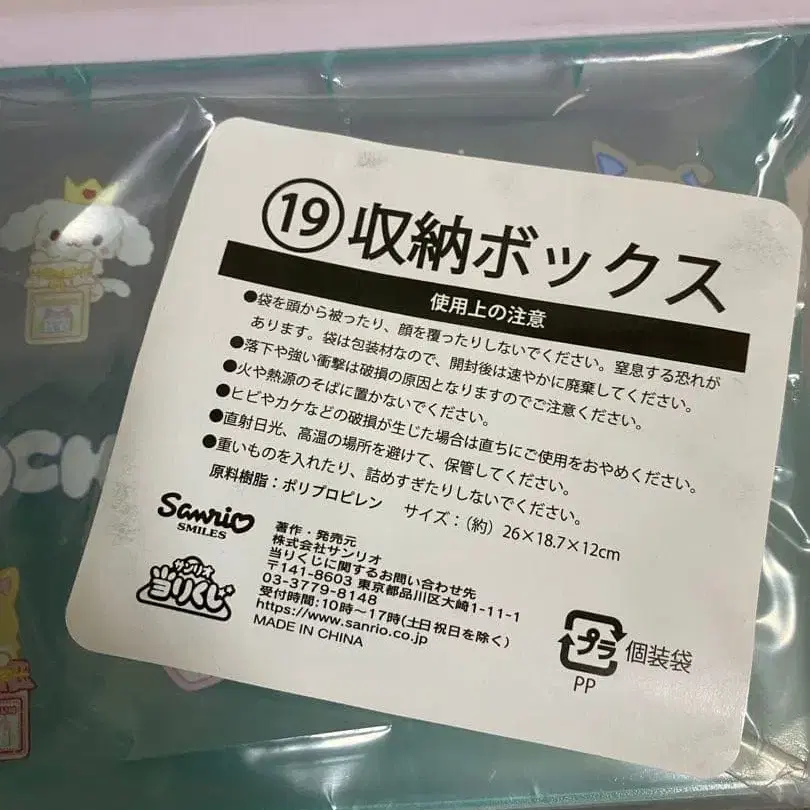 ⑲収納ボックス
使用上の注意
●袋を頭から被ったり、顔を覆ったりしないでください。窒息する恐れが
あります。袋は包装材なので、開封後は速やかに廃棄してください。
●落下や強い衝撃は破損の原因となりますのでご注意ください。
●火や熱源のそばに置かないでください。
●ヒビやカケなどの破損が生じた場合は直ちにご使用をおやめください。
●直射日光、高温の場所を避けて、保管してください。
●重いものを入れたり、詰めすぎたりしないでください。
原料樹脂:ポリプロピレン サイズ:(約)26×18.7×12cm
Sanrio
SMILES
サンリオ
当りくじ
著作・発売元
株式会社サンリオ
当りくじに関するお問い合わせ先
〒141-8603 東京都品川区大崎1-11-1
03-3779-8148
受付時間:10時〜17時(土日祝日を除く)
https://www.sanrio.co.jp
MADE IN CHINA
プラ
個装袋
PP